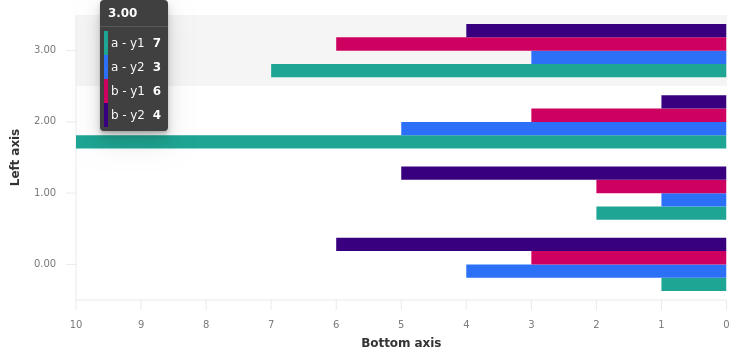 3.00
a - y1 7
a - y2 3
b - y1 6
b - y2 4
Left axis
3.00
2.00
1.00
0.00
10 9 8 7 6 5 4 3 2 1 0
Bottom axis